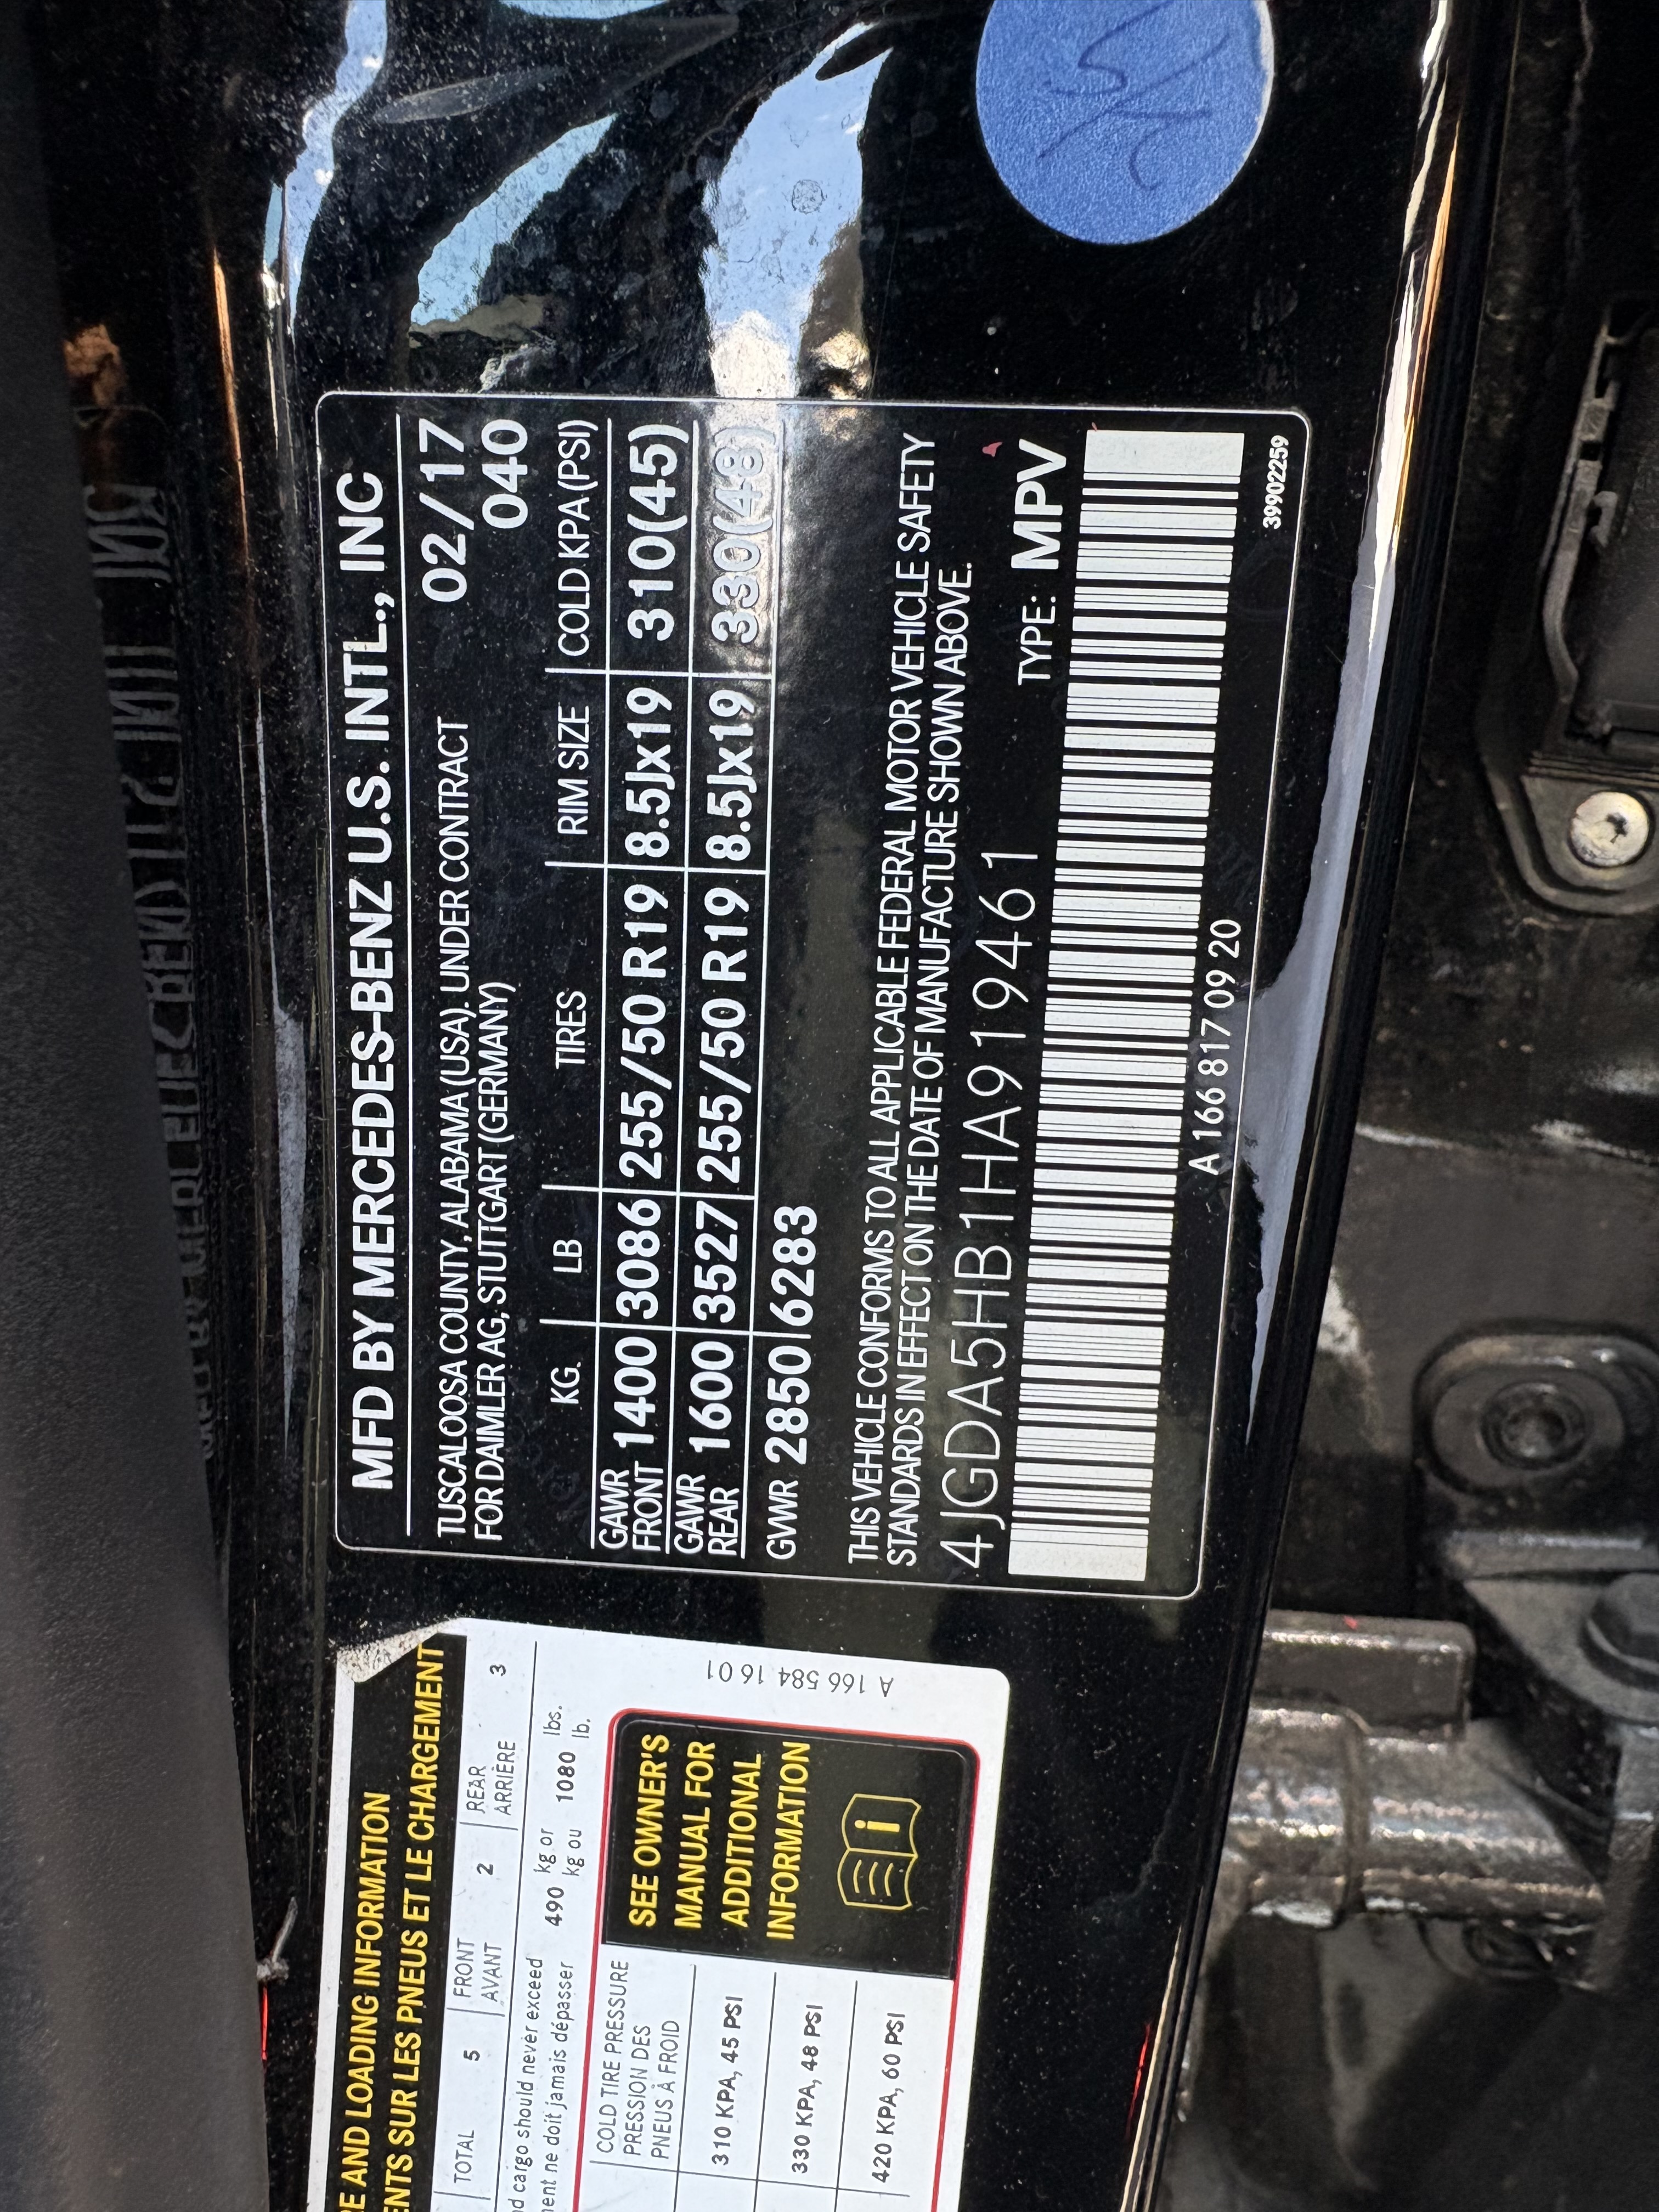 MFD BY MERCEDES-BENZ U.S. INTL., INC
TUSCALOOSA COUNTY, ALABAMA (USA). UNDER CONTRACT 02/17
FOR DAIMLER AG, STUTTGART (GERMANY) 040
KG. LB TIRES RIM SIZE COLD KPA(PSI)
GAWR
FRONT 1400 3086 255/50 R19 8.5Jx19 310(45)
GAWR
REAR 1600 3527 255/50 R19 8.5Jx19 330(48)
GVWR 2850 6283
THIS VEHICLE CONFORMS TO ALL APPLICABLE FEDERAL MOTOR VEHICLE SAFETY
STANDARDS IN EFFECT ON THE DATE OF MANUFACTURE SHOWN ABOVE.
4JGDA5HB1HA919461 TYPE: MPV
A 166 817 09 20
39902259
AND LOADING INFORMATION
SUR LES PNEUS ET LE CHARGEMENT
TOTAL 5 FRONT 2 REAR 3
AVANT ARRIÈRE
cargo should never exceed 490 kg or 1080 lbs.
ne doit jamais dépasser kg ou lb.
COLD TIRE PRESSURE
PRESSION DES
PNEUS À FROID
310 KPA, 45 PSI
330 KPA, 48 PSI
420 KPA, 60 PSI
SEE OWNER'S
MANUAL FOR
ADDITIONAL
INFORMATION
A 166 584 16 01